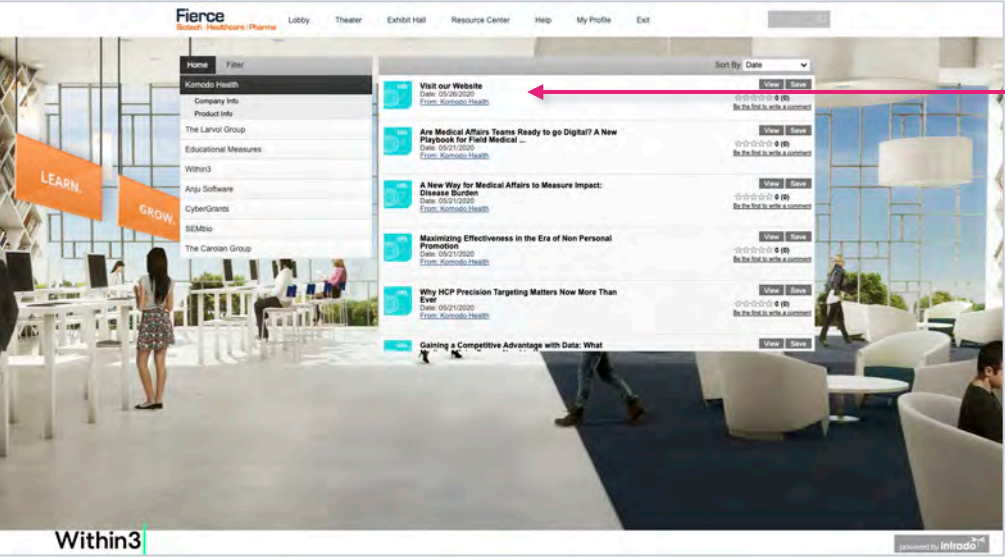 Fierce
Biotech | Healthcare | Pharma
Lobby Theater Exhibit Hall Resource Center Help My Profile Exit
Home Filter
Komodo Health
Company Info
Product Info
The Larvol Group
Educational Measures
Within3
Anju Software
CyberGrants
SEMbio
The Carolan Group
Sort By Date
Visit our Website
Date: 05/26/2020
From: Komodo Health
View Save
0 (0)
Be the first to write a comment
Are Medical Affairs Teams Ready to go Digital? A New
Playbook for Field Medical ...
Date: 05/21/2020
From: Komodo Health
View Save
0 (0)
Be the first to write a comment
A New Way for Medical Affairs to Measure Impact:
Disease Burden
Date: 05/21/2020
From: Komodo Health
View Save
0 (0)
Be the first to write a comment
Maximizing Effectiveness in the Era of Non Personal
Promotion
Date: 05/21/2020
From: Komodo Health
View Save
0 (0)
Be the first to write a comment
Why HCP Precision Targeting Matters Now More Than
Ever
Date: 05/21/2020
From: Komodo Health
View Save
0 (0)
Be the first to write a comment
Gaining a Competitive Advantage with Data: What
View Save
LEARN.
GROW.
Within3
powered by Intrado